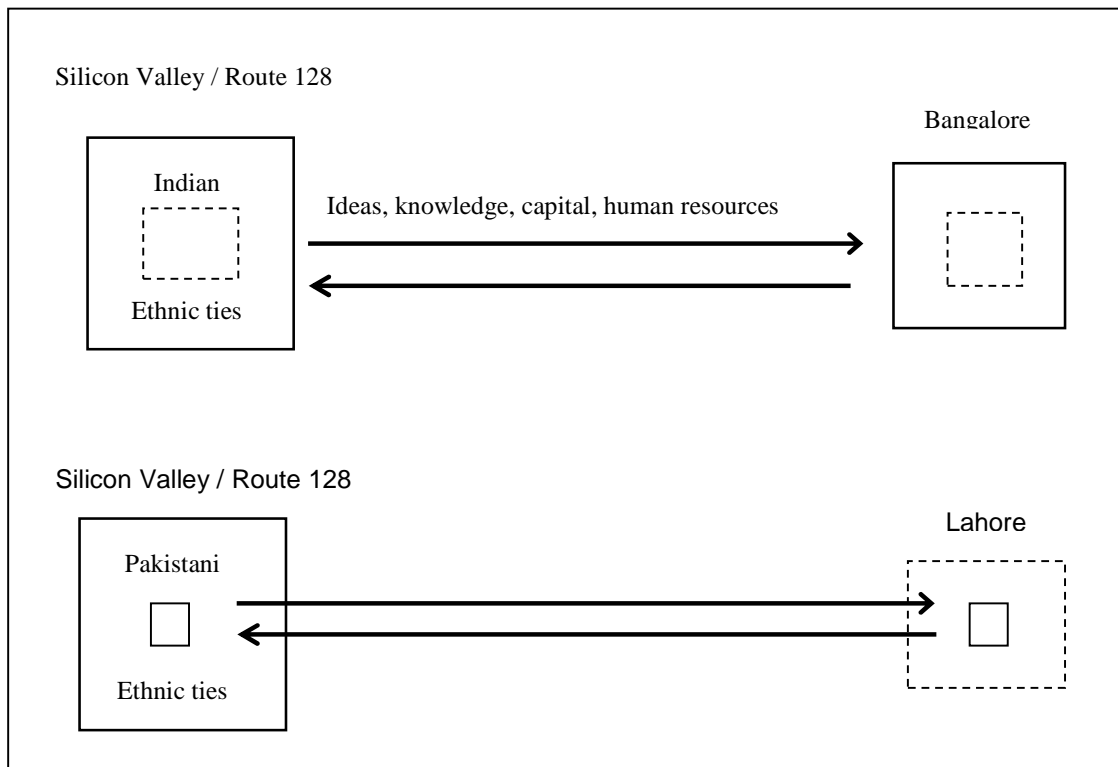 Silicon Valley / Route 128
Bangalore
Indian
Ideas, knowledge, capital, human resources
Ethnic ties
Silicon Valley / Route 128
Lahore
Pakistani
Ethnic ties